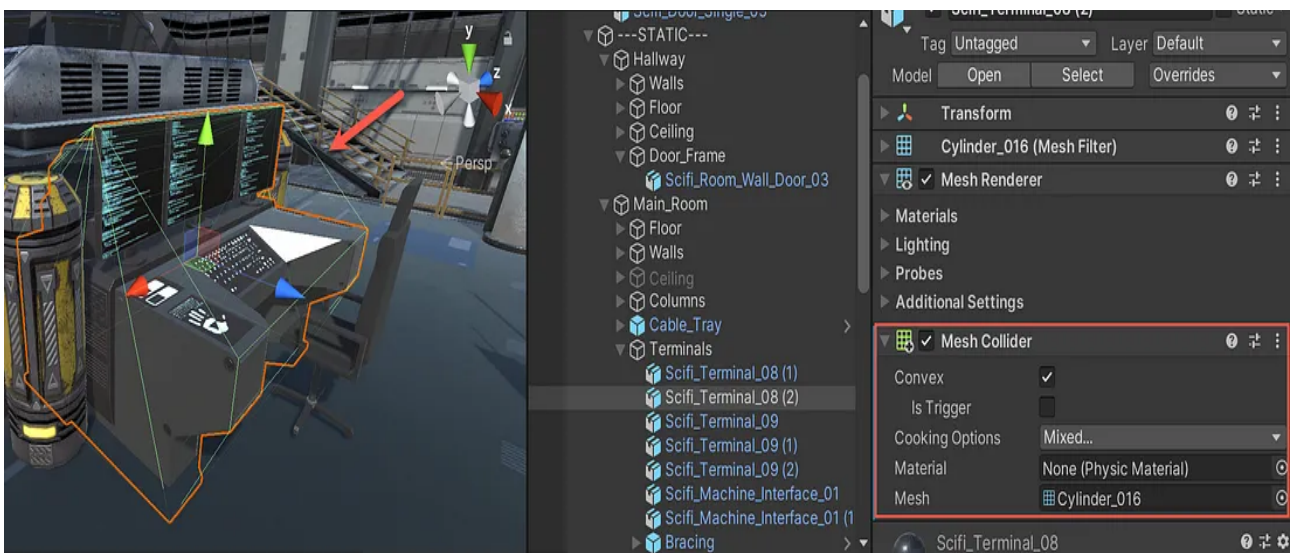 Scifi_Door_Single_03
---STATIC---
Hallway
Walls
Floor
Ceiling
Door_Frame
Scifi_Room_Wall_Door_03
Main_Room
Floor
Walls
Ceiling
Columns
Cable_Tray
Terminals
Scifi_Terminal_08 (1)
Scifi_Terminal_08 (2)
Scifi_Terminal_09
Scifi_Terminal_09 (1)
Scifi_Terminal_09 (2)
Scifi_Machine_Interface_01
Scifi_Machine_Interface_01 (1
Bracing
y
z
x
< Persp
Scifi_Terminal_08 (2)
Static
Tag Untagged Layer Default
Model Open Select Overrides
Transform
Cylinder_016 (Mesh Filter)
Mesh Renderer
Materials
Lighting
Probes
Additional Settings
Mesh Collider
Convex
Is Trigger
Cooking Options Mixed...
Material None (Physic Material)
Mesh Cylinder_016
Scifi_Terminal_08